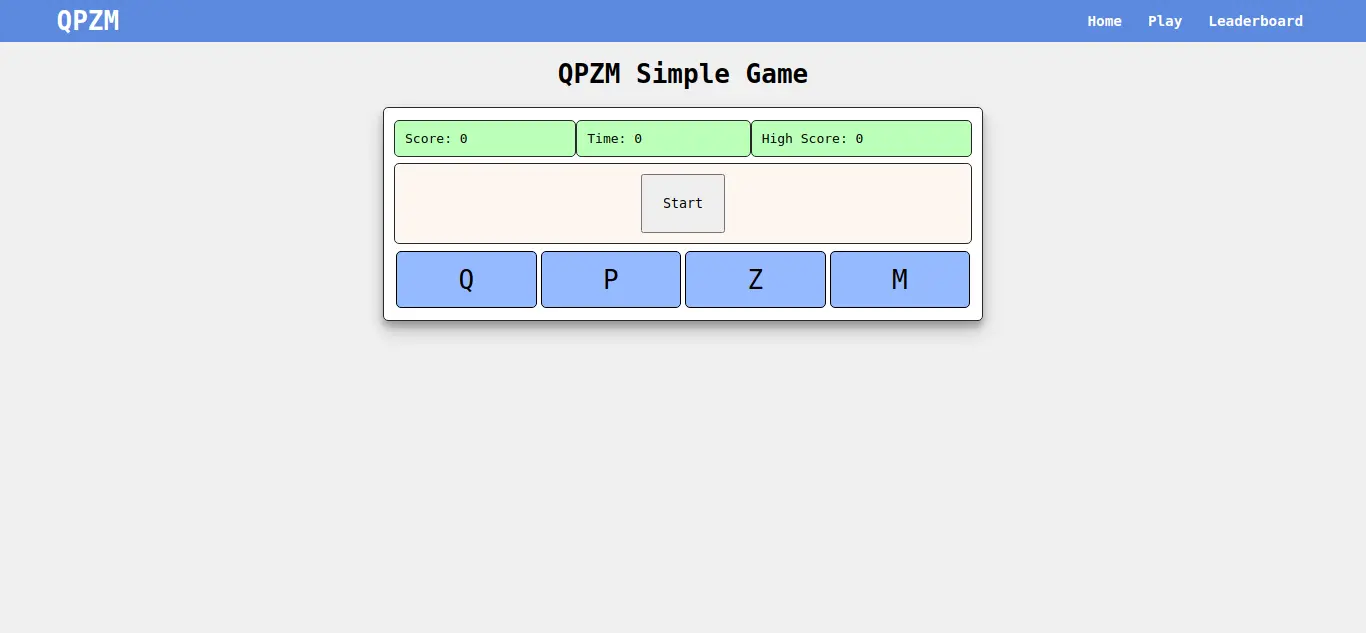 QPZM Home Play Leaderboard
QPZM Simple Game
Score: 0 Time: 0 High Score: 0
Start
Q P Z M